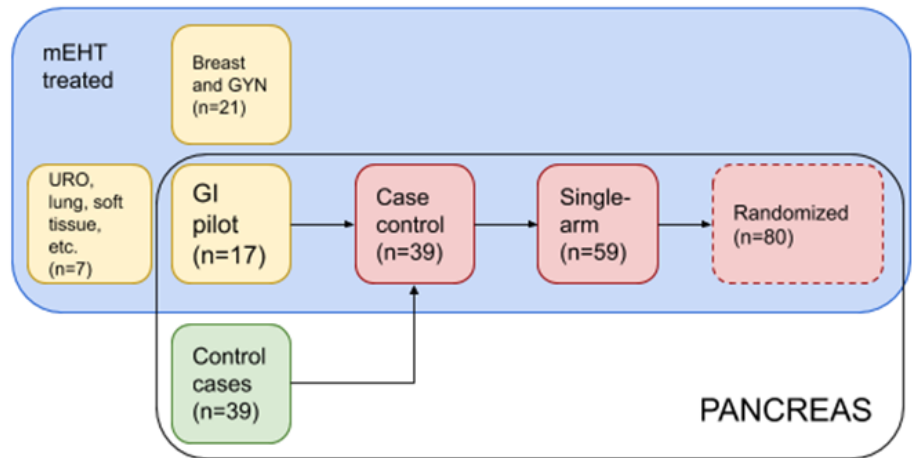 mEHT
treated
Breast
and GYN
(n=21)
URO,
lung, soft
tissue,
etc.
(n=7)
GI
pilot
(n=17)
Case
control
(n=39)
Single-
arm
(n=59)
Randomized
(n=80)
Control
cases
(n=39)
PANCREAS